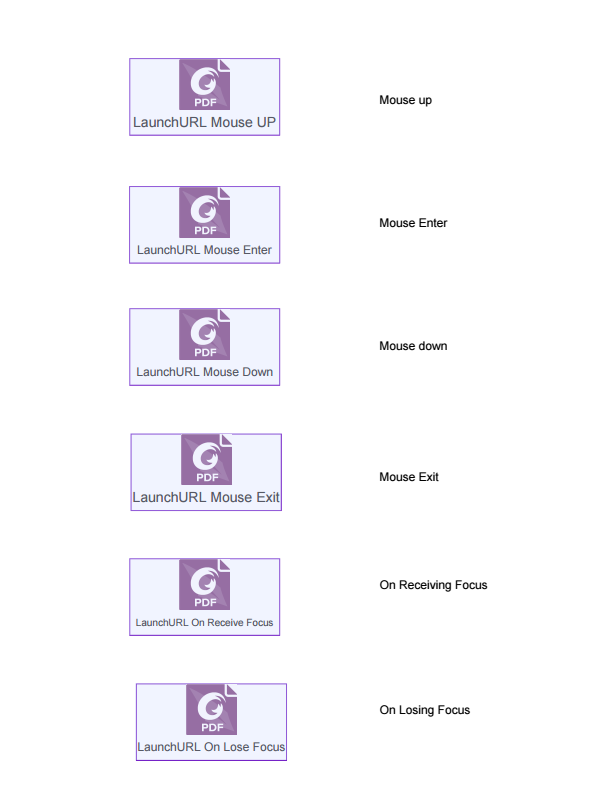 PDF
LaunchURL Mouse UP
Mouse up
PDF
LaunchURL Mouse Enter
Mouse Enter
PDF
LaunchURL Mouse Down
Mouse down
PDF
LaunchURL Mouse Exit
Mouse Exit
PDF
LaunchURL On Receive Focus
On Receiving Focus
PDF
LaunchURL On Lose Focus
On Losing Focus